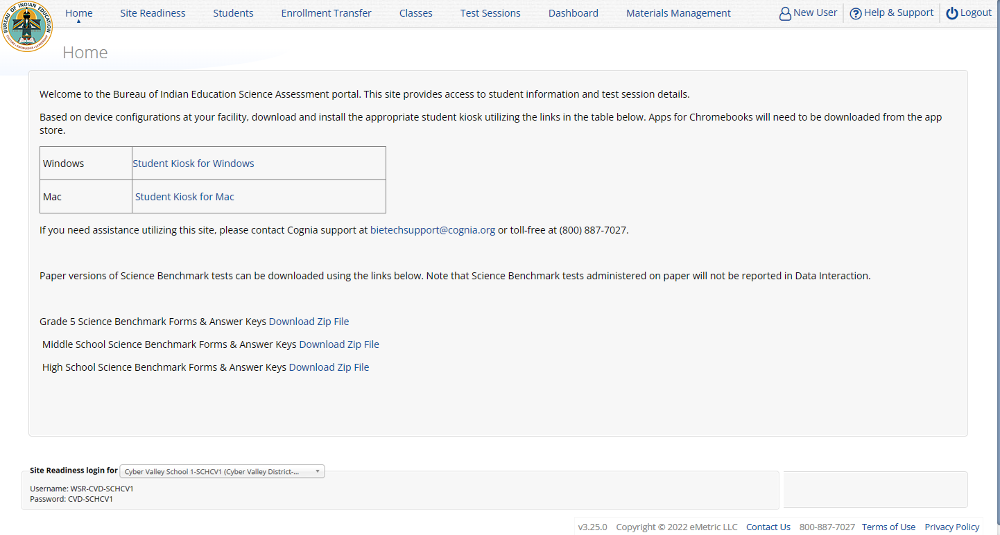 BUREAU OF INDIAN EDUCATION
CULTURE • KNOWLEDGE • LEADERSHIP
Home Site Readiness Students Enrollment Transfer Classes Test Sessions Dashboard Materials Management New User Help & Support Logout
Home
Welcome to the Bureau of Indian Education Science Assessment portal. This site provides access to student information and test session details.
Based on device configurations at your facility, download and install the appropriate student kiosk utilizing the links in the table below. Apps for Chromebooks will need to be downloaded from the app
store.
Windows Student Kiosk for Windows
Mac Student Kiosk for Mac
If you need assistance utilizing this site, please contact Cognia support at bietechsupport@cognia.org or toll-free at (800) 887-7027.
Paper versions of Science Benchmark tests can be downloaded using the links below. Note that Science Benchmark tests administered on paper will not be reported in Data Interaction.
Grade 5 Science Benchmark Forms & Answer Keys Download Zip File
Middle School Science Benchmark Forms & Answer Keys Download Zip File
High School Science Benchmark Forms & Answer Keys Download Zip File
Site Readiness login for Cyber Valley School 1-SCHCV1 (Cyber Valley District-...
Username: WSR-CVD-SCHCV1
Password: CVD-SCHCV1
v3.25.0 Copyright © 2022 eMetric LLC Contact Us 800-887-7027 Terms of Use Privacy Policy